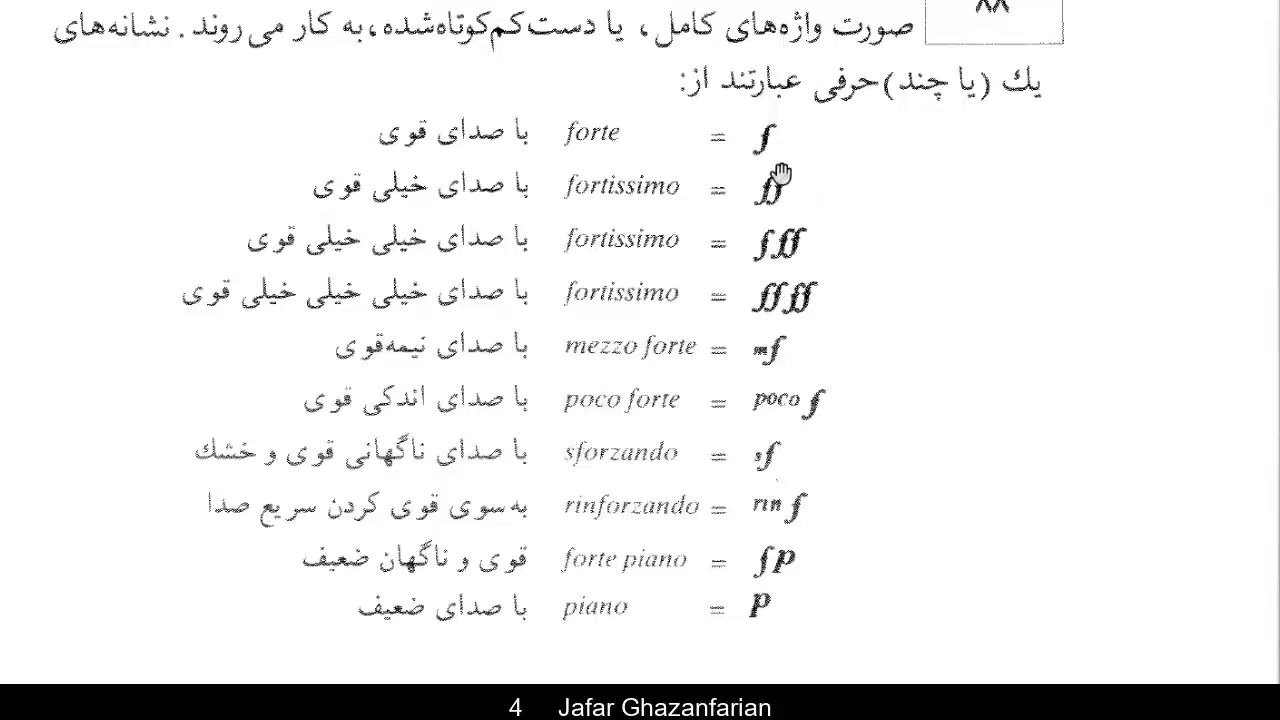 ۸۸
صورت واژه‌های کامل، یا دست‌کم‌کوتاه‌شده،به کار می‌روند. نشانه‌های
یك (یا چند)حرفی عبارتند از:
f = forte با صدای قوی
ff = fortissimo با صدای خیلی قوی
fff = fortissimo با صدای خیلی خیلی قوی
ffff = fortissimo با صدای خیلی خیلی خیلی قوی
mf = mezzo forte با صدای نیمه‌قوی
poco f = poco forte با صدای اندکی قوی
sf = sforzando با صدای ناگهانی قوی و خشك
rin f = rinforzando به‌سوی قوی کردن سریع صدا
fp = forte piano قوی و ناگهان ضعیف
p = piano با صدای ضعیف
4 Jafar Ghazanfarian